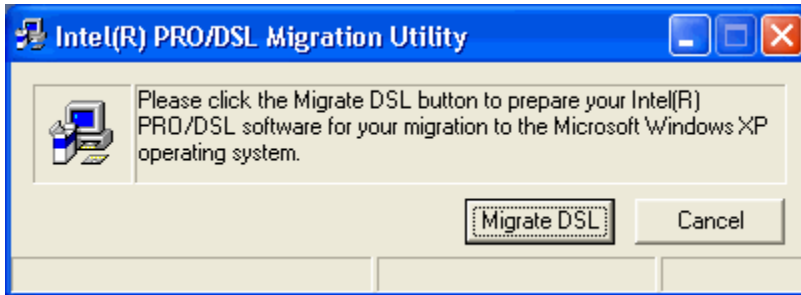 Intel(R) PRO/DSL Migration Utility
Please click the Migrate DSL button to prepare your Intel(R)
PRO/DSL software for your migration to the Microsoft Windows XP
operating system.
Migrate DSL Cancel